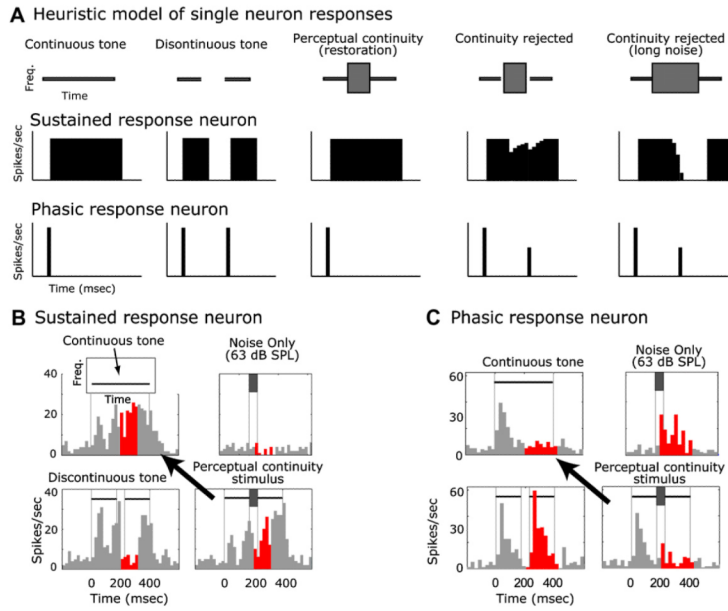 A Heuristic model of single neuron responses
Continuous tone
Discontinuous tone
Perceptual continuity
(restoration)
Continuity rejected
Continuity rejected
(long noise)
Freq.
Time
Sustained response neuron
Spikes/sec
Phasic response neuron
Spikes/sec
Time (msec)
B Sustained response neuron
Continuous tone
Freq.
Time
40
20
0
Noise Only
(63 dB SPL)
Discontinuous tone
Perceptual continuity
stimulus
Spikes/sec
40
20
0
0 200 400
0 200 400
Time (msec)
C Phasic response neuron
Continuous tone
60
30
0
Noise Only
(63 dB SPL)
Perceptual continuity
stimulus
Spikes/sec
60
30
0
0 200 400
0 200 400
Time (msec)